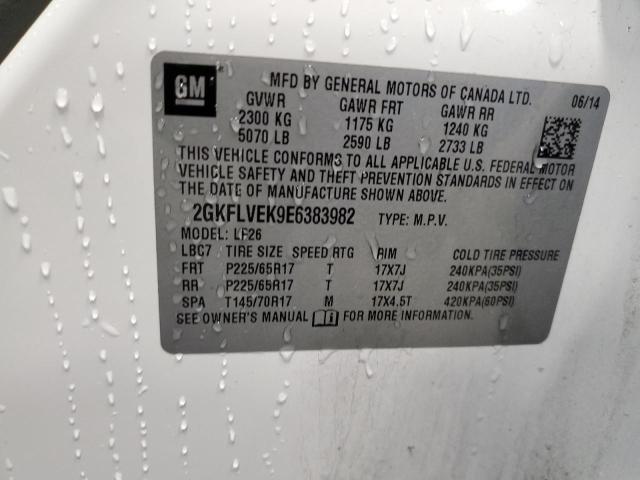 GM
MFD BY GENERAL MOTORS OF CANADA LTD.
06/14
GVWR GAWR FRT GAWR RR
2300 KG 1175 KG 1240 KG
5070 LB 2590 LB 2733 LB
THIS VEHICLE CONFORMS TO ALL APPLICABLE U.S. FEDERAL MOTOR
VEHICLE SAFETY AND THEFT PREVENTION STANDARDS IN EFFECT ON
THE DATE OF MANUFACTURE SHOWN ABOVE.
2GKFLVEK9E6383982 TYPE: M.P.V.
MODEL: LF26
LBC7 TIRE SIZE SPEED RTG RIM COLD TIRE PRESSURE
FRT P225/65R17 T 17X7J 240KPA(35PSI)
RR P225/65R17 T 17X7J 240KPA(35PSI)
SPA T145/70R17 M 17X4.5T 420KPA(60PSI)
SEE OWNER'S MANUAL FOR MORE INFORMATION.